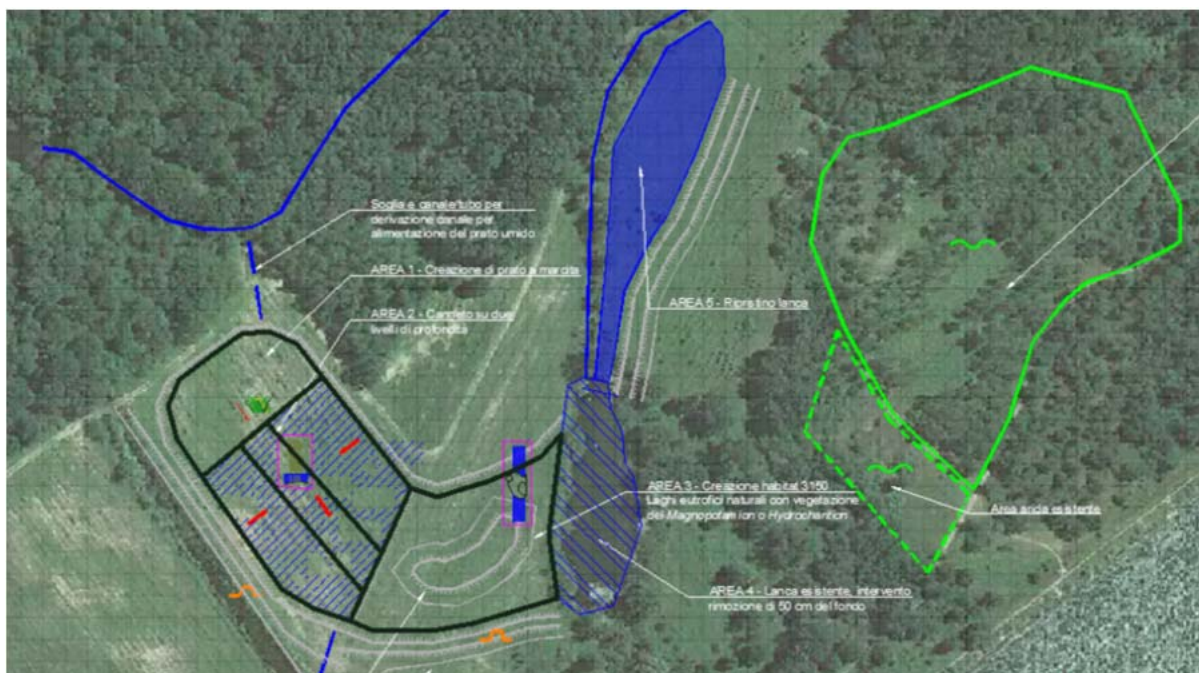 Soglia e canale/tubo per
derivazione canale per
alimentazione del prato umido
AREA 1 - Creazione di prato a marcita
AREA 2 - Canneto su due
livelli di profondità
AREA 5 - Ripristino lanca
AREA 3 - Creazione habitat 3150
Laghi eutrofici naturali con vegetazione
del Magnopotamion o Hydrocharition
Area arida esistente
AREA 4 - Lanca esistente, intervento
rimozione di 50 cm del fondo